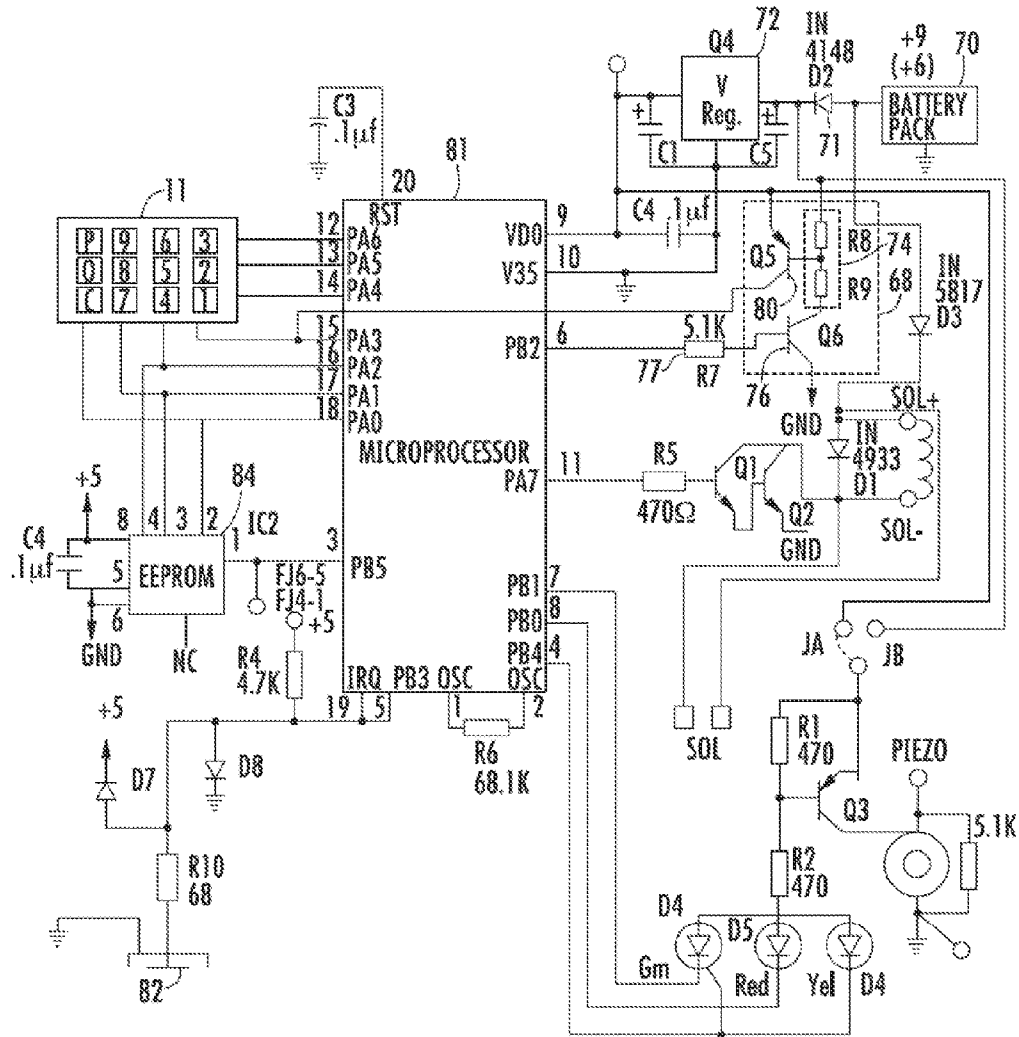 72
IN
4148
D2
+9
(+6)
70
Q4
V
Reg.
BATTERY
PACK
71
C3
.1µf
C1
C5
20
81
11
RST
P 9 6 3
0 8 5 2
C 7 4 1
12
13
14
PA6
PA5
PA4
VD0
9
C4
.1µf
V35
10
Q5
R8
74
R9
68
80
IN
5817
D3
15
16
17
18
PA3
PA2
PA1
PA0
PB2
6
5.1K
77
R7
Q6
76
GND
SOL+
MICROPROCESSOR
PA7
11
R5
470Ω
Q1
Q2
GND
IN
4933
D1
SOL-
+5
84
8
4
3
2
IC2
C4
.1µf
5
EEPROM
1
3
PB5
6
GND
NC
FJ6-5
FJ4-1
+5
R4
4.7K
PB1
7
PB0
8
PB4
4
JA
JB
IRQ
PB3
OSC
OSC
19
5
1
2
R6
68.1K
SOL
+5
D7
D8
R1
470
PIEZO
Q3
5.1K
R10
68
R2
470
D4
D5
Gm
Red
Yel
D4
82